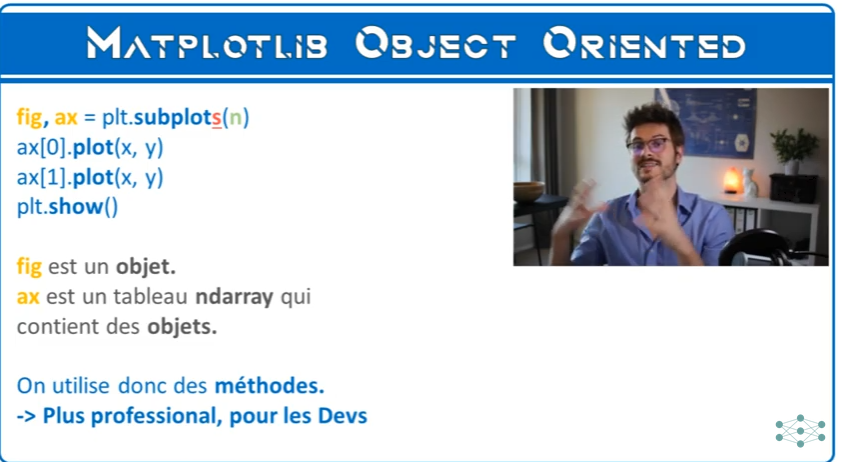 MATPLOTLIB OBJECT ORIENTED
fig, ax = plt.subplots(n)
ax[0].plot(x, y)
ax[1].plot(x, y)
plt.show()
fig est un objet.
ax est un tableau ndarray qui
contient des objets.
On utilise donc des méthodes.
-> Plus professional, pour les Devs